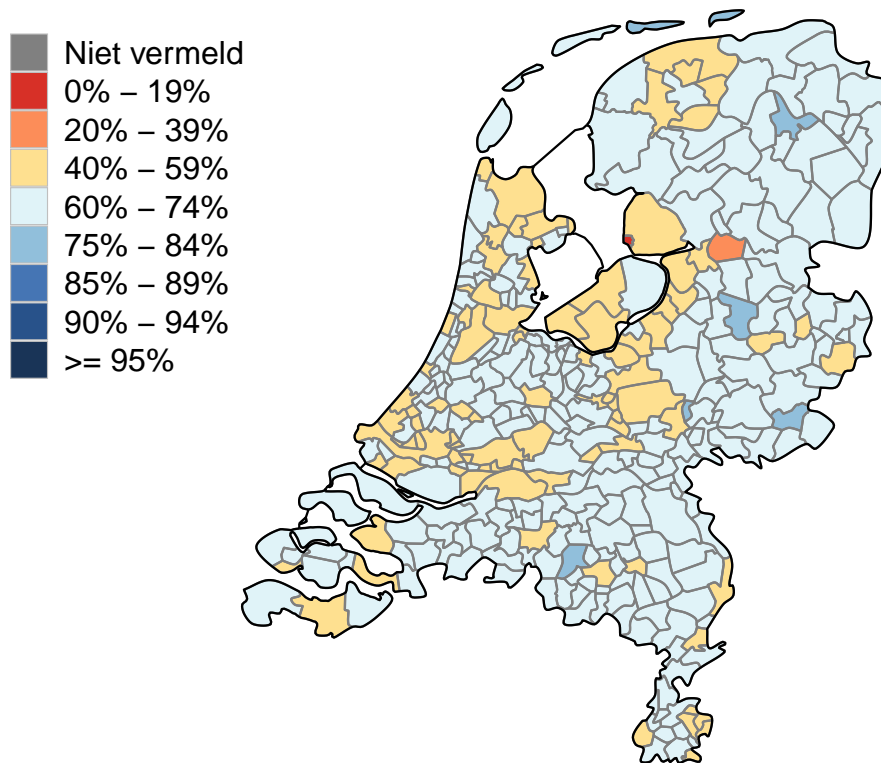 Niet vermeld
0% – 19%
20% – 39%
40% – 59%
60% – 74%
75% – 84%
85% – 89%
90% – 94%
>= 95%